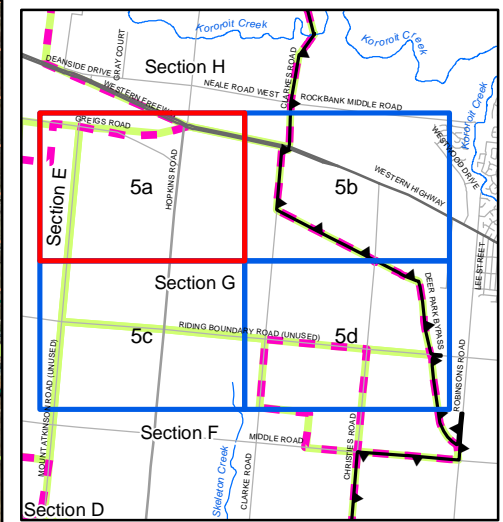 Kororoit Creek
Kororoit Creek
Kororoit Creek
GRAY COURT
DEANSIDE DRIVE
Section H
CLARKES ROAD
NEALE ROAD WEST
ROCKBANK MIDDLE ROAD
WESTERN FREEW
GREIGS ROAD
WESTWOOD DRIVE
HOPKINS ROAD
Section E
5a
5b
WESTERN HIGHWAY
LEE STREET
Section G
DEER PARK BYPASS
RIDING BOUNDARY ROAD (UNUSED)
5c
5d
ROBINSONS ROAD
MOUNT ATKINSON ROAD (UNUSED)
Section F
MIDDLE ROAD
CHRISTIES ROAD
Skeleton Creek
CLARKE ROAD
Section D